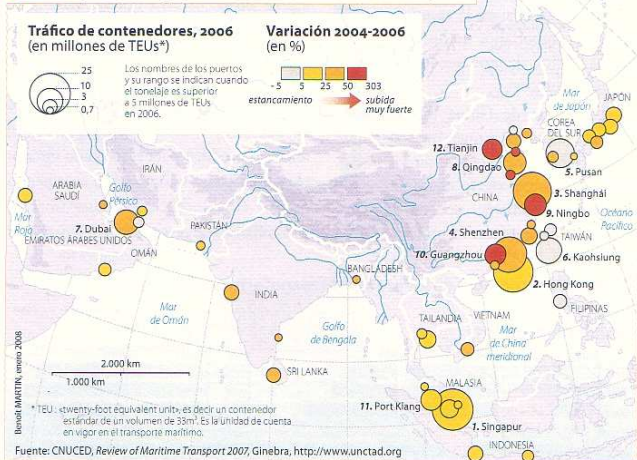 Tráfico de contenedores, 2006
(en millones de TEUs*)
25
10
3
0,7
Los nombres de los puertos
y su rango se indican cuando
el tonelaje es superior
a 5 millones de TEUs
en 2006.
Variación 2004-2006
(en %)
-5 5 25 50 303
estancamiento
subida
muy fuerte
Mar
de Japón
JAPÓN
COREA
DEL SUR
12. Tianjin
8. Qingdao
5. Pusan
CHINA
3. Shanghái
9. Ningbo
Océano
Pacífico
4. Shenzhen
TAIWÁN
10. Guangzhou
6. Kaohsiung
2. Hong Kong
FILIPINAS
IRÁN
ARABIA
SAUDÍ
Golfo
Pérsico
Mar
Rojo
7. Dubai
EMIRATOS ÁRABES UNIDOS
OMÁN
PAKISTÁN
BANGLADESH
INDIA
Mar
de Omán
Golfo
de Bengala
TAILANDIA
VIETNAM
Mar
de China
meridional
SRI LANKA
MALASIA
11. Port Klang
1. Singapur
INDONESIA
2.000 km
1.000 km
* TEU: «twenty-foot equivalent unit», es decir un contenedor
estándar de un volumen de 33m³. Es la unidad de cuenta
en vigor en el transporte marítimo.
Benoît MARTIN, enero 2008
Fuente: CNUCED, Review of Maritime Transport 2007, Ginebra, http://www.unctad.org